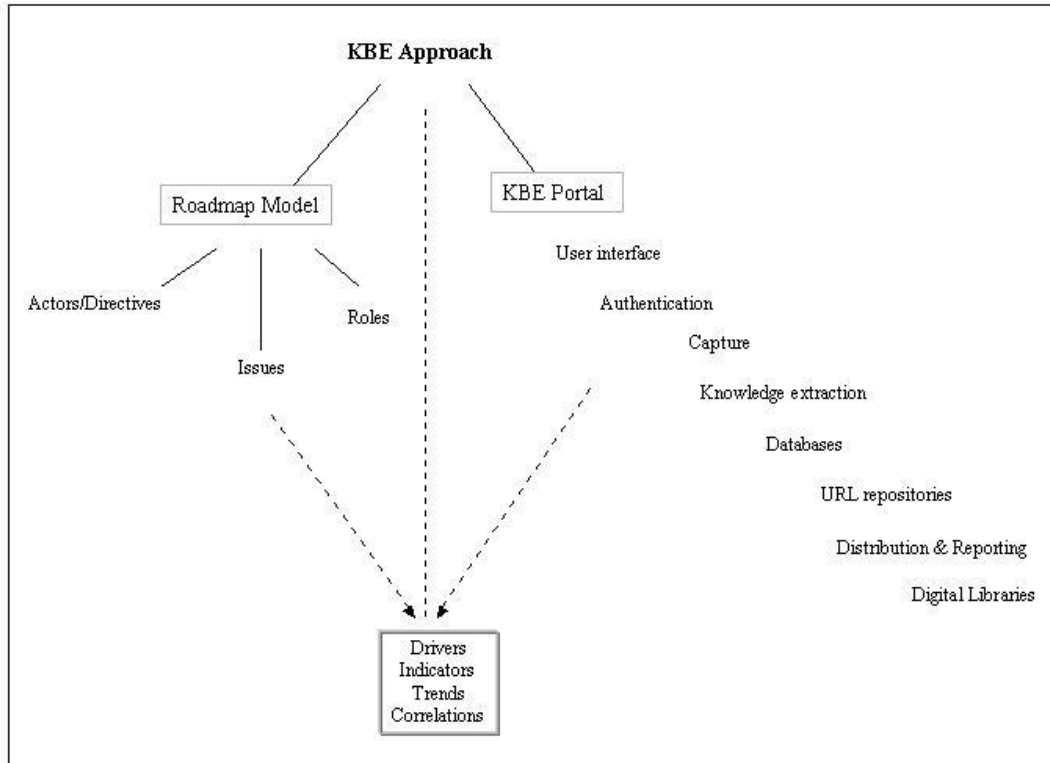 KBE Approach
Roadmap Model
KBE Portal
User interface
Actors/Directives
Authentication
Roles
Capture
Issues
Knowledge extraction
Databases
URL repositories
Distribution & Reporting
Digital Libraries
Drivers
Indicators
Trends
Correlations